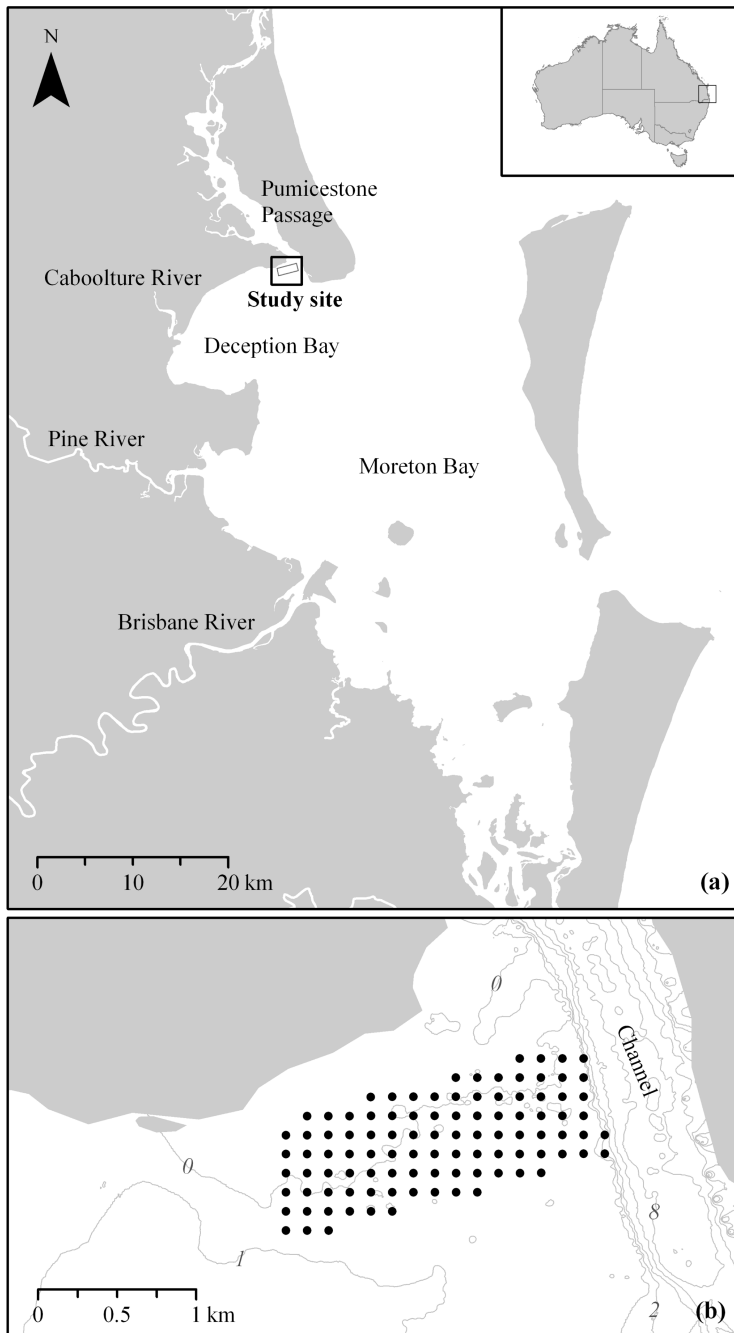 N
Pumicestone
Passage
Caboolture River
Study site
Deception Bay
Pine River
Moreton Bay
Brisbane River
0 10 20 km
(a)
0
Channel
0
8
1
2
0 0.5 1 km
(b)